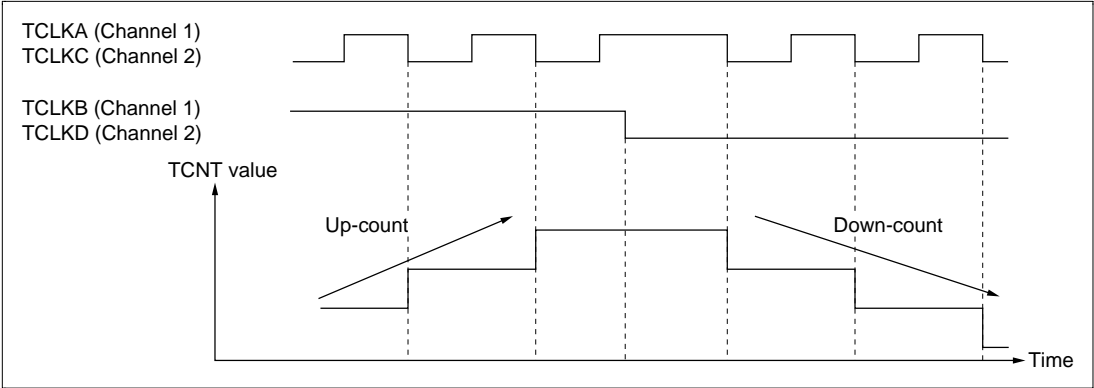 TCLKA (Channel 1)
TCLKC (Channel 2)
TCLKB (Channel 1)
TCLKD (Channel 2)
TCNT value
Up-count
Down-count
Time